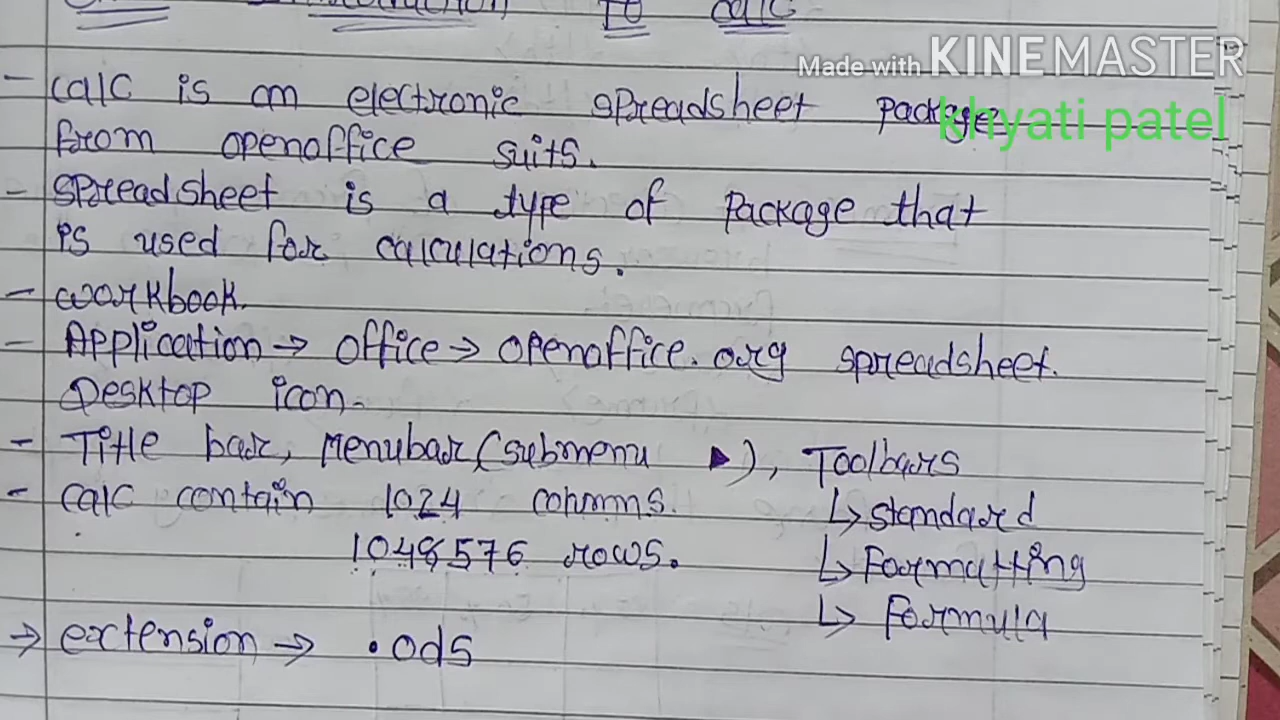 to calc
Made with KINEMASTER
- calc is an electronic spreadsheet package
khyati patel
from openoffice suits.
- spreadsheet is a type of package that
is used for calculations.
- workbook.
- Application → office → openoffice.org spreadsheet.
Desktop icon.
- Title bar, Menubar (submenu ▶), Toolbars
- calc contain 1024 columns. ↳ standard
1048576 rows. ↳ Formatting
↳ Formula
→ extension → .ods